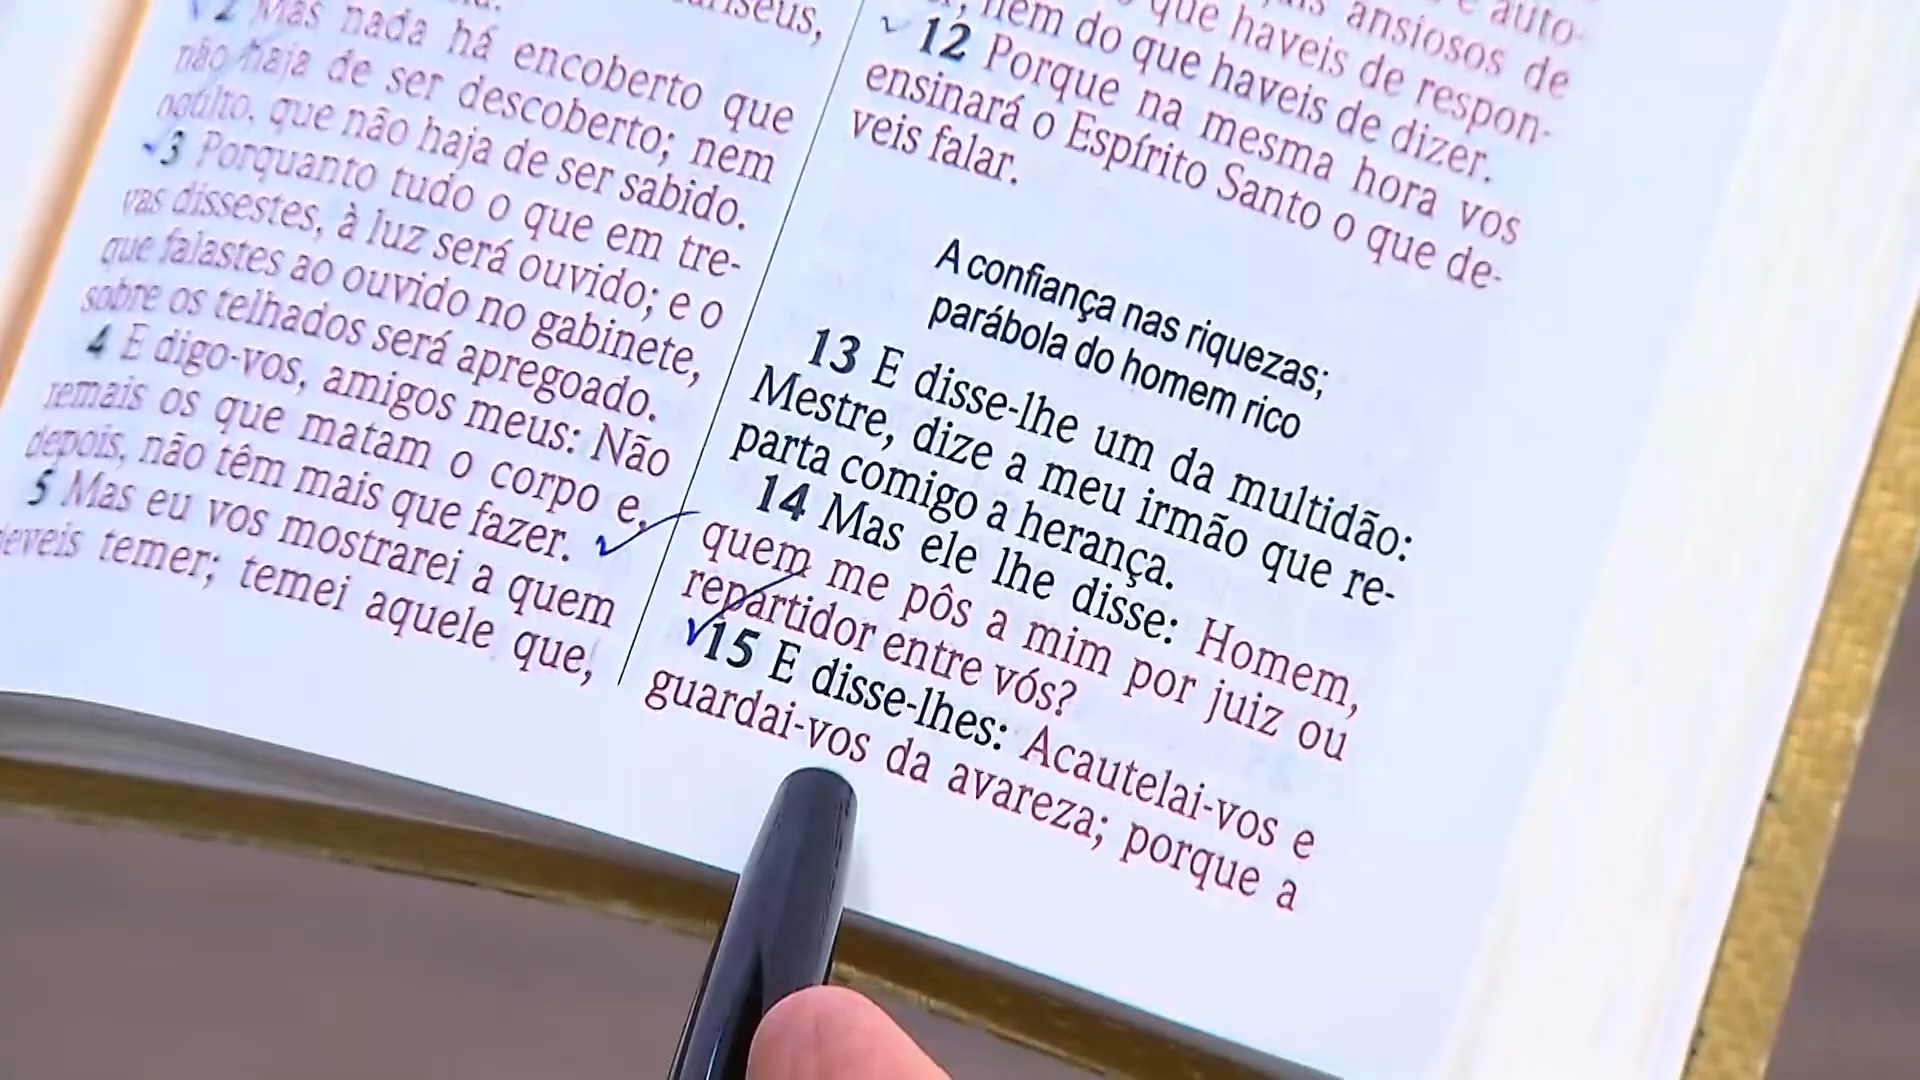 2 Mas nada há encoberto que
não haja de ser descoberto; nem
oculto, que não haja de ser sabido.
3 Porquanto tudo o que em tre-
vas dissestes, à luz será ouvido; e o
que falastes ao ouvido no gabinete,
sobre os telhados será apregoado.
4 E digo-vos, amigos meus: Não
temais os que matam o corpo e,
depois, não têm mais que fazer.
5 Mas eu vos mostrarei a quem
deveis temer; temei aquele que,
ansiosos de
que haveis de respon-
nem do que haveis de dizer.
12 Porque na mesma hora vos
ensinará o Espírito Santo o que de-
veis falar.
A confiança nas riquezas;
parábola do homem rico
13 E disse-lhe um da multidão:
Mestre, dize a meu irmão que re-
parta comigo a herança.
14 Mas ele lhe disse: Homem,
quem me pôs a mim por juiz ou
repartidor entre vós?
15 E disse-lhes: Acautelai-vos e
guardai-vos da avareza; porque a